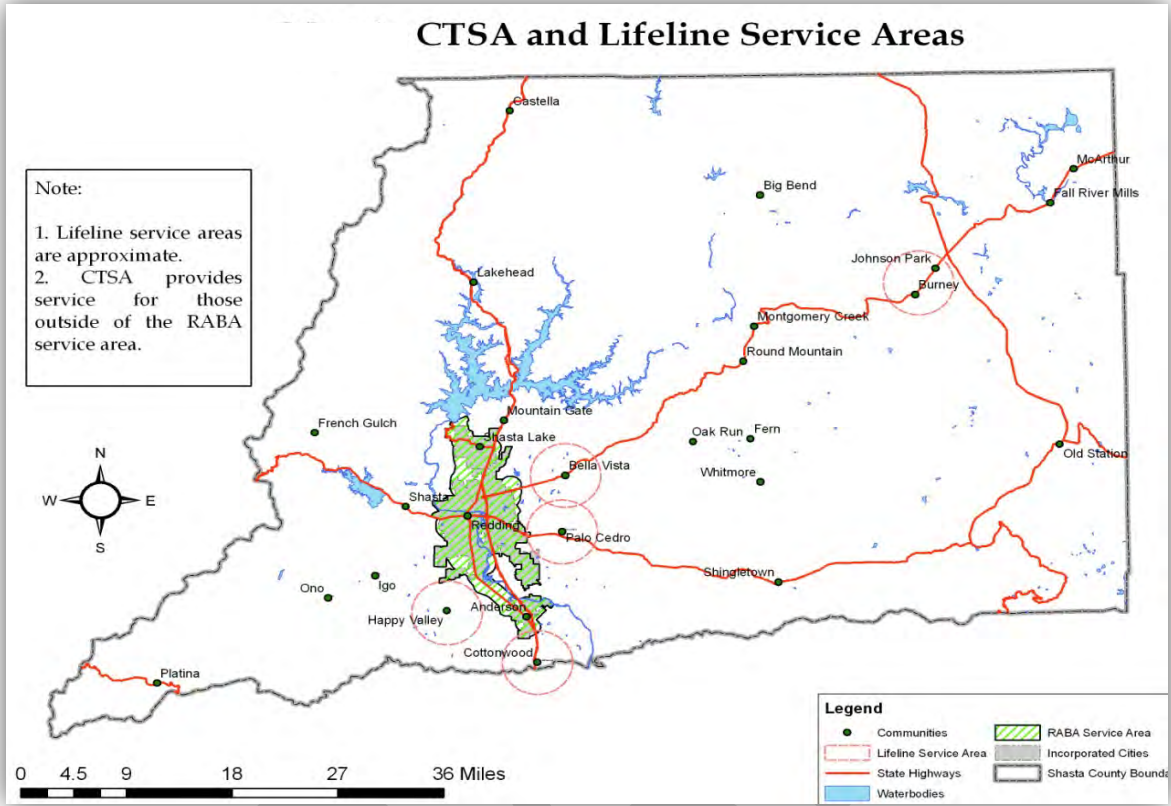 CTSA and Lifeline Service Areas
Note:
1. Lifeline service areas
are approximate.
2. CTSA provides
service for those
outside of the RABA
service area.
Castella
McArthur
Fall River Mills
Big Bend
Johnson Park
Burney
Lakehead
Montgomery Creek
Round Mountain
Mountain Gate
French Gulch
Shasta Lake
Oak Run
Fern
Old Station
Bella Vista
Whitmore
N
W
E
S
Shasta
Redding
Palo Cedro
Shingletown
Igo
Ono
Happy Valley
Anderson
Cottonwood
Platina
0 4.5 9 18 27 36 Miles
Legend
Communities
Lifeline Service Area
State Highways
Waterbodies
RABA Service Area
Incorporated Cities
Shasta County Bounda